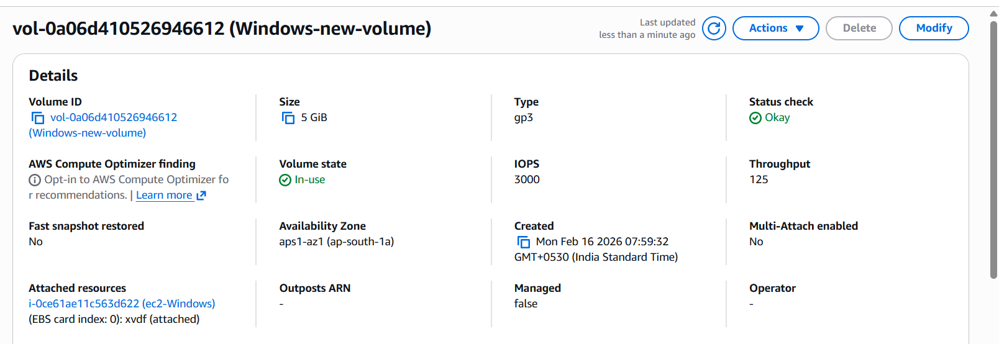 vol-0a06d410526946612 (Windows-new-volume)
Last updated
less than a minute ago
Actions
Delete
Modify
Details
Volume ID
vol-0a06d410526946612
(Windows-new-volume)
Size
5 GiB
Type
gp3
Status check
Okay
AWS Compute Optimizer finding
Opt-in to AWS Compute Optimizer fo
r recommendations. | Learn more
Volume state
In-use
IOPS
3000
Throughput
125
Fast snapshot restored
No
Availability Zone
aps1-az1 (ap-south-1a)
Created
Mon Feb 16 2026 07:59:32
GMT+0530 (India Standard Time)
Multi-Attach enabled
No
Attached resources
i-0ce61ae11c563d622 (ec2-Windows)
(EBS card index: 0): xvdf (attached)
Outposts ARN
-
Managed
false
Operator
-